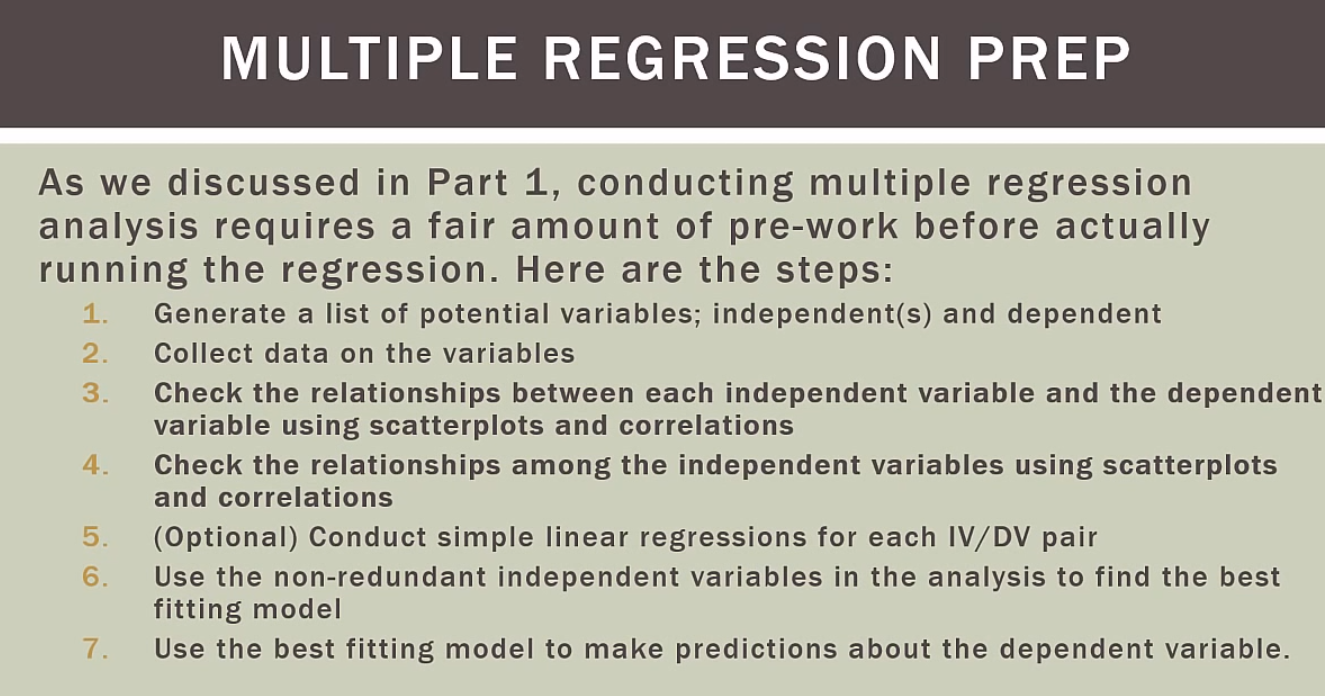 MULTIPLE REGRESSION PREP
As we discussed in Part 1, conducting multiple regression
analysis requires a fair amount of pre-work before actually
running the regression. Here are the steps:
1. Generate a list of potential variables; independent(s) and dependent
2. Collect data on the variables
3. Check the relationships between each independent variable and the dependent
variable using scatterplots and correlations
4. Check the relationships among the independent variables using scatterplots
and correlations
5. (Optional) Conduct simple linear regressions for each IV/DV pair
6. Use the non-redundant independent variables in the analysis to find the best
fitting model
7. Use the best fitting model to make predictions about the dependent variable.